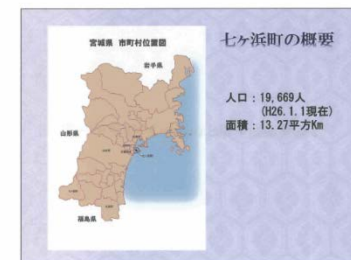 七ヶ浜町の概要
宮城県 市町村位置図
岩手県
山形県
福島県
人口：19,669人
(H26.1.1現在)
面積：13.27平方Km